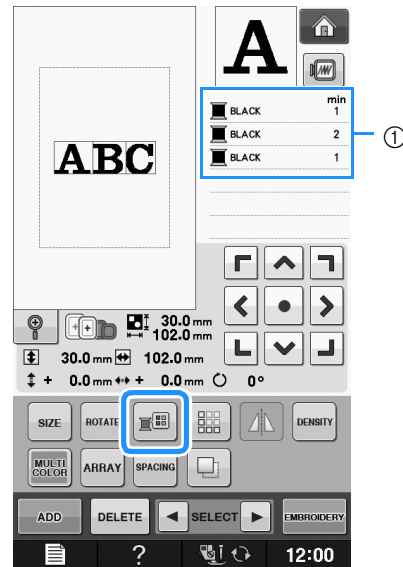 A
min
BLACK 1
BLACK 2
BLACK 1
①
ABC
30.0 mm
102.0 mm
30.0 mm 102.0 mm
+ 0.0 mm + 0.0 mm 0°
SIZE ROTATE DENSITY
MULTI COLOR ARRAY SPACING
ADD DELETE SELECT EMBROIDERY
? 12:00